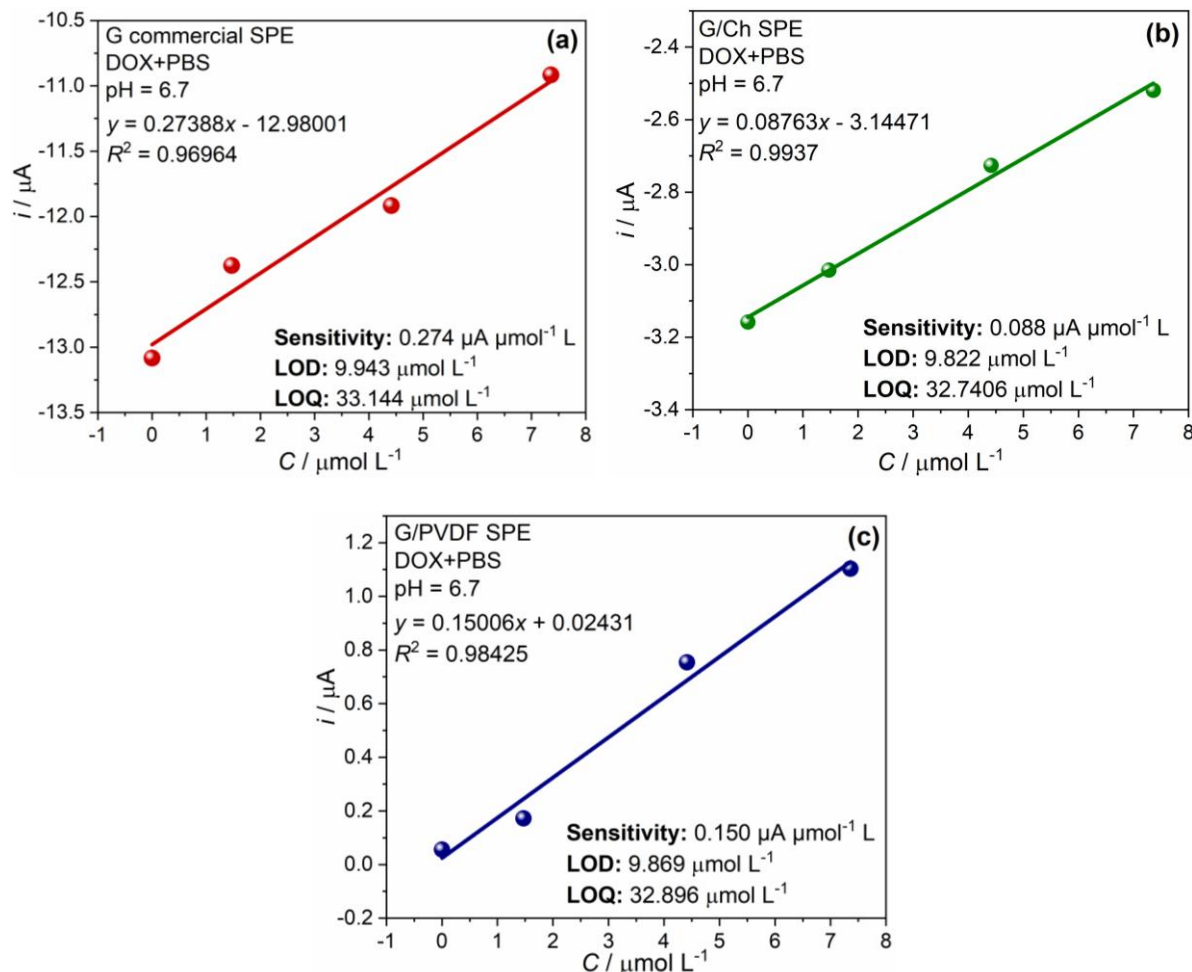 (a)
G commercial SPE
DOX+PBS
pH = 6.7
y = 0.27388x - 12.98001
R² = 0.96964
Sensitivity: 0.274 μA μmol⁻¹ L
LOD: 9.943 μmol L⁻¹
LOQ: 33.144 μmol L⁻¹
-10.5
-11.0
-11.5
-12.0
-12.5
-13.0
-13.5
i / μA
-1 0 1 2 3 4 5 6 7 8
C / μmol L⁻¹
(b)
G/Ch SPE
DOX+PBS
pH = 6.7
y = 0.08763x - 3.14471
R² = 0.9937
Sensitivity: 0.088 μA μmol⁻¹ L
LOD: 9.822 μmol L⁻¹
LOQ: 32.7406 μmol L⁻¹
-2.4
-2.6
-2.8
-3.0
-3.2
-3.4
i / μA
-1 0 1 2 3 4 5 6 7 8
C / μmol L⁻¹
(c)
G/PVDF SPE
DOX+PBS
pH = 6.7
y = 0.15006x + 0.02431
R² = 0.98425
Sensitivity: 0.150 μA μmol⁻¹ L
LOD: 9.869 μmol L⁻¹
LOQ: 32.896 μmol L⁻¹
1.2
1.0
0.8
0.6
0.4
0.2
0.0
-0.2
i / μA
-1 0 1 2 3 4 5 6 7 8
C / μmol L⁻¹